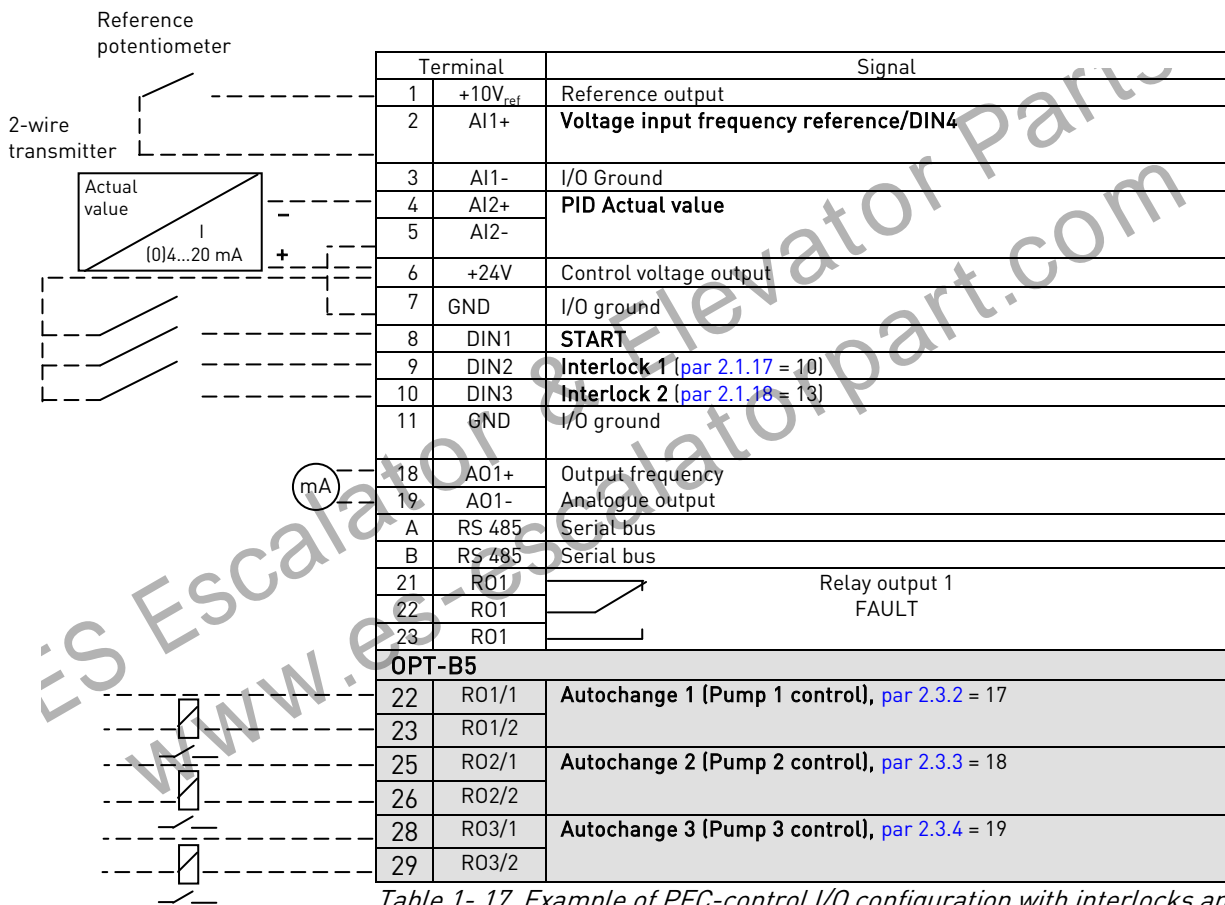 Reference
potentiometer
2-wire
transmitter
Actual
value
I
(0)4...20 mA
−
+
mA
Terminal Signal
1 +10Vref Reference output
2 AI1+ Voltage input frequency reference/DIN4
3 AI1- I/O Ground
4 AI2+ PID Actual value
5 AI2-
6 +24V Control voltage output
7 GND I/O ground
8 DIN1 START
9 DIN2 Interlock 1 (par 2.1.17 = 10)
10 DIN3 Interlock 2 (par 2.1.18 = 13)
11 GND I/O ground
18 AO1+ Output frequency
19 AO1- Analogue output
A RS 485 Serial bus
B RS 485 Serial bus
21 RO1 Relay output 1
22 RO1 FAULT
23 RO1
OPT-B5
22 RO1/1 Autochange 1 (Pump 1 control), par 2.3.2 = 17
23 RO1/2
25 RO2/1 Autochange 2 (Pump 2 control), par 2.3.3 = 18
26 RO2/2
28 RO3/1 Autochange 3 (Pump 3 control), par 2.3.4 = 19
29 RO3/2
Table 1- 17. Example of PFC-control I/O configuration with interlocks an
ES Escalator & Elevator Parts
www.es-escalatorpart.com